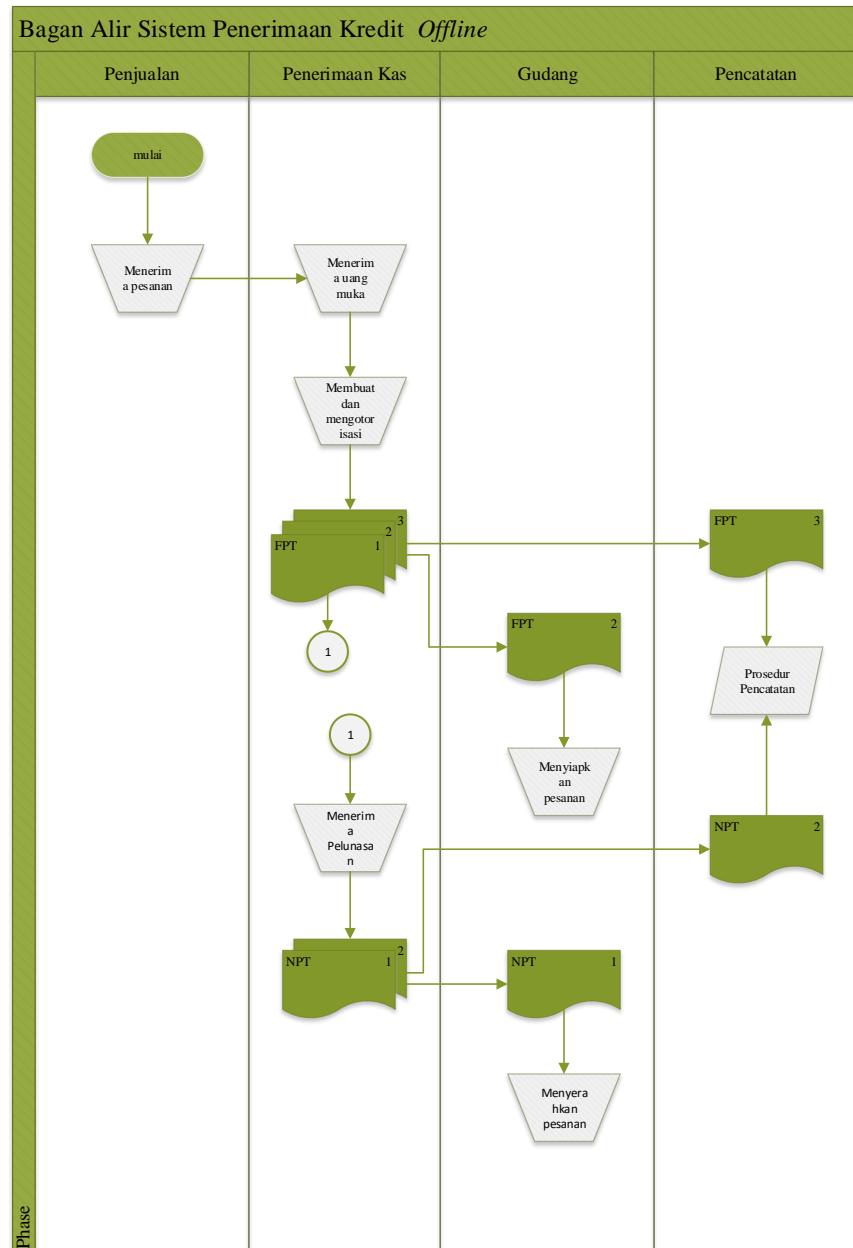 Bagan Alir Sistem Penerimaan Kredit Offline
Penjualan
Penerimaan Kas
Gudang
Pencatatan
mulai
Menerim
a pesanan
Menerim
a uang
muka
Membuat
dan
mengotor
isasi
3
2
FPT 1
FPT 3
1
FPT 2
Prosedur
Pencatatan
1
Menyiapk
an
pesanan
Menerim
a
Pelunasa
n
NPT 2
2
NPT 1
NPT 1
Menyera
hkan
pesanan
Phase